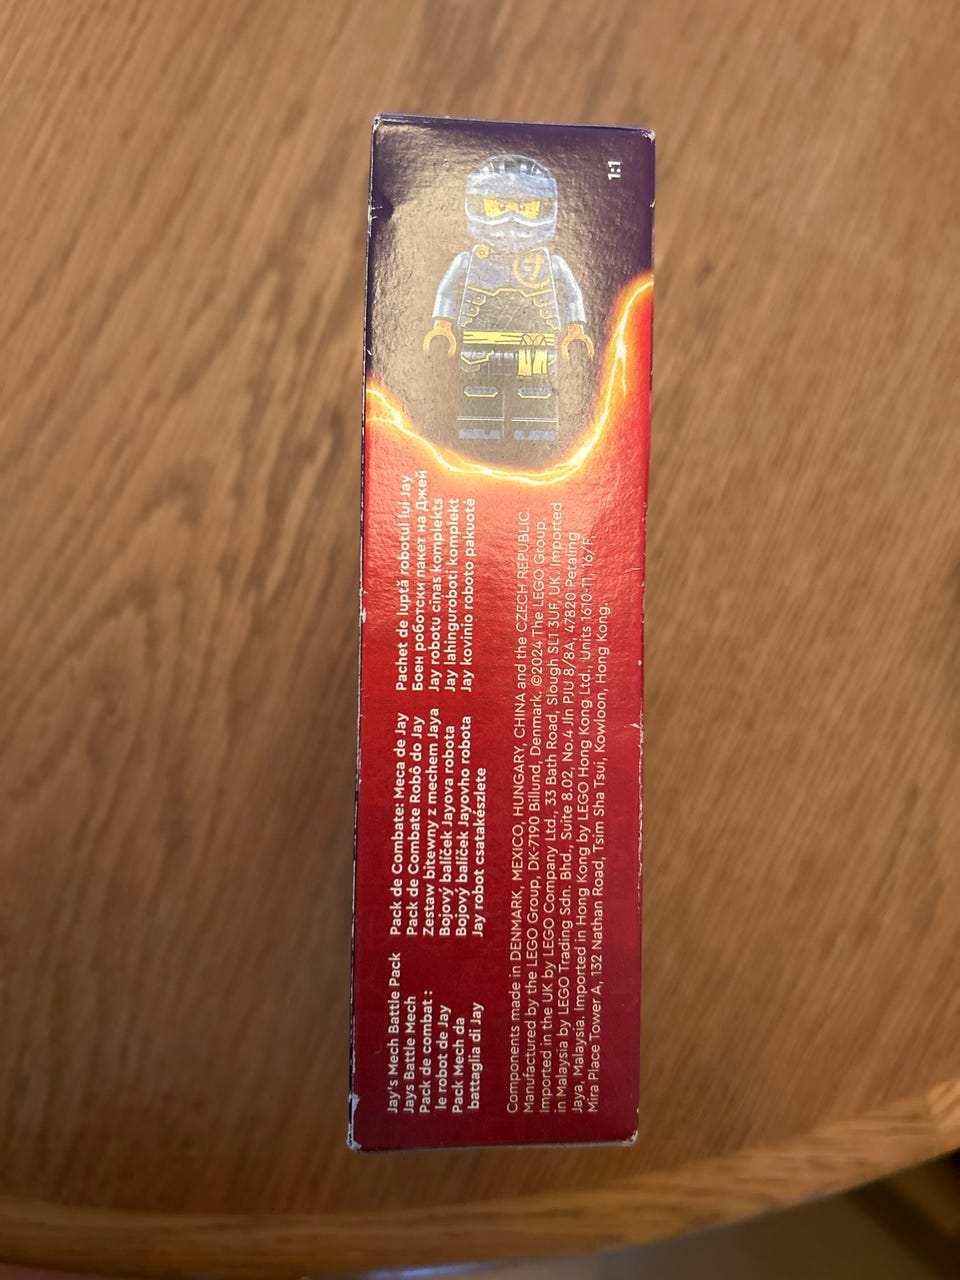 Jay's Mech Battle Pack
Jays Battle Mech
Pack de combat :
le robot de Jay
Pack Mech da
battaglia di Jay
Pack de Combate: Meca de Jay
Pack de Combate Robô do Jay
Zestaw bitewny z mechem Jaya
Bojový balíček Jayova robota
Bojový balíček Jayovho robota
Jay robot csatakészlete
Pachet de luptă robotul lui Jay
Боен роботски пакет на Джей
Jay robotu cīņas komplekts
Jay lahinguroboti komplekt
Jay kovinio roboto pakuotė
Components made in DENMARK, MEXICO, HUNGARY, CHINA and the CZECH REPUBLIC.
Manufactured by the LEGO Group, DK-7190 Billund, Denmark. ©2024 The LEGO Group.
Imported in the UK by LEGO Company Ltd., 33 Bath Road, Slough SL1 3UF, UK. Imported
in Malaysia by LEGO Trading Sdn. Bhd., Suite 8.02, No.4 Jln PJU 8/8A, 47820 Petaling
Jaya, Malaysia. Imported in Hong Kong by LEGO Hong Kong Ltd., Units 1610-11, 16/F,
Mira Place Tower A, 132 Nathan Road, Tsim Sha Tsui, Kowloon, Hong Kong.
1:1